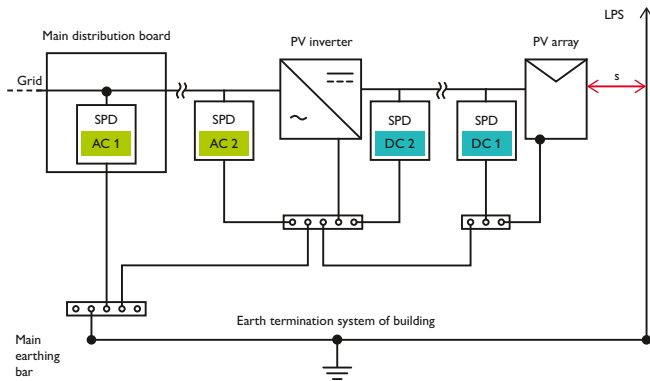 LPS
Main distribution board
PV inverter
PV array
Grid
s
SPD
AC 1
SPD
AC 2
SPD
DC 2
SPD
DC 1
Earth termination system of building
Main
earthing
bar